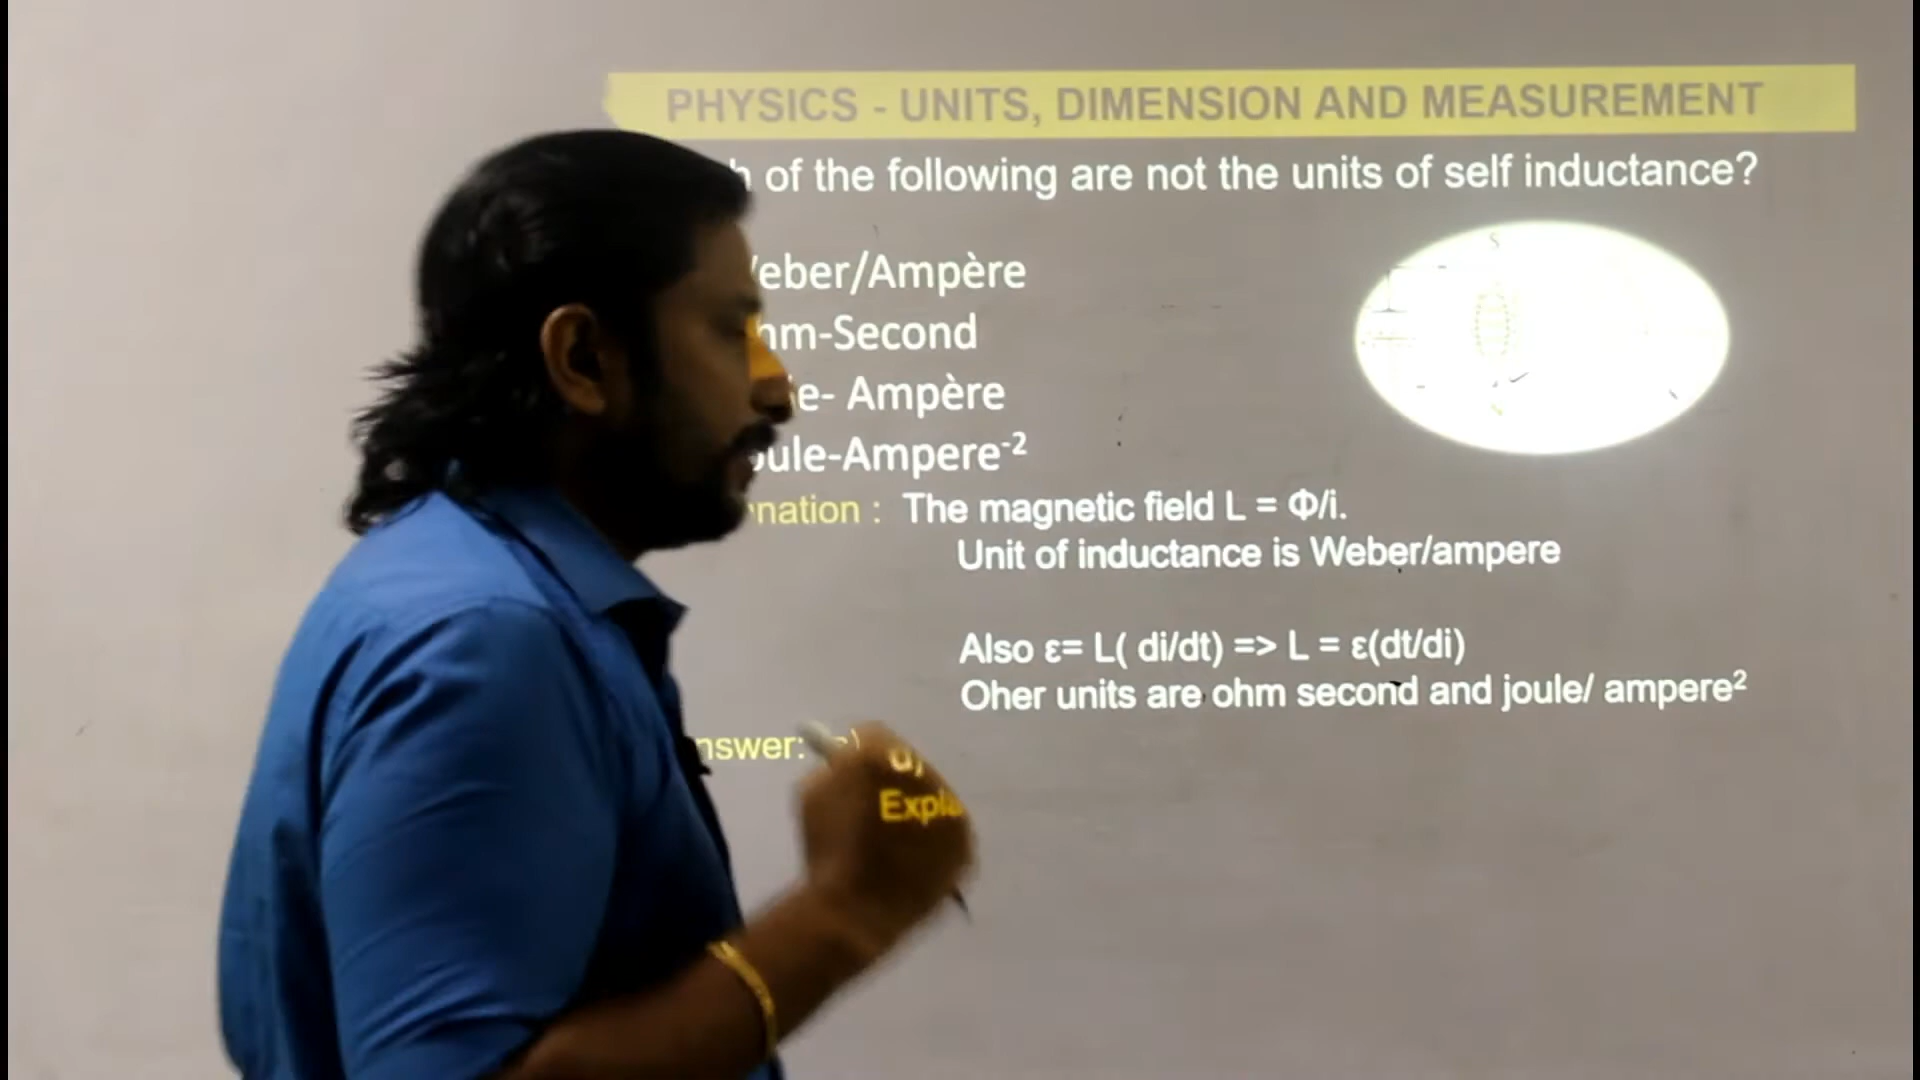 PHYSICS - UNITS, DIMENSION AND MEASUREMENT
of the following are not the units of self inductance?
eber/Ampère
hm-Second
e- Ampère
ule-Ampere⁻²
nation : The magnetic field L = Φ/i.
Unit of inductance is Weber/ampere
Also ε= L( di/dt) => L = ε(dt/di)
Oher units are ohm second and joule/ ampere²
nswer:
Expla